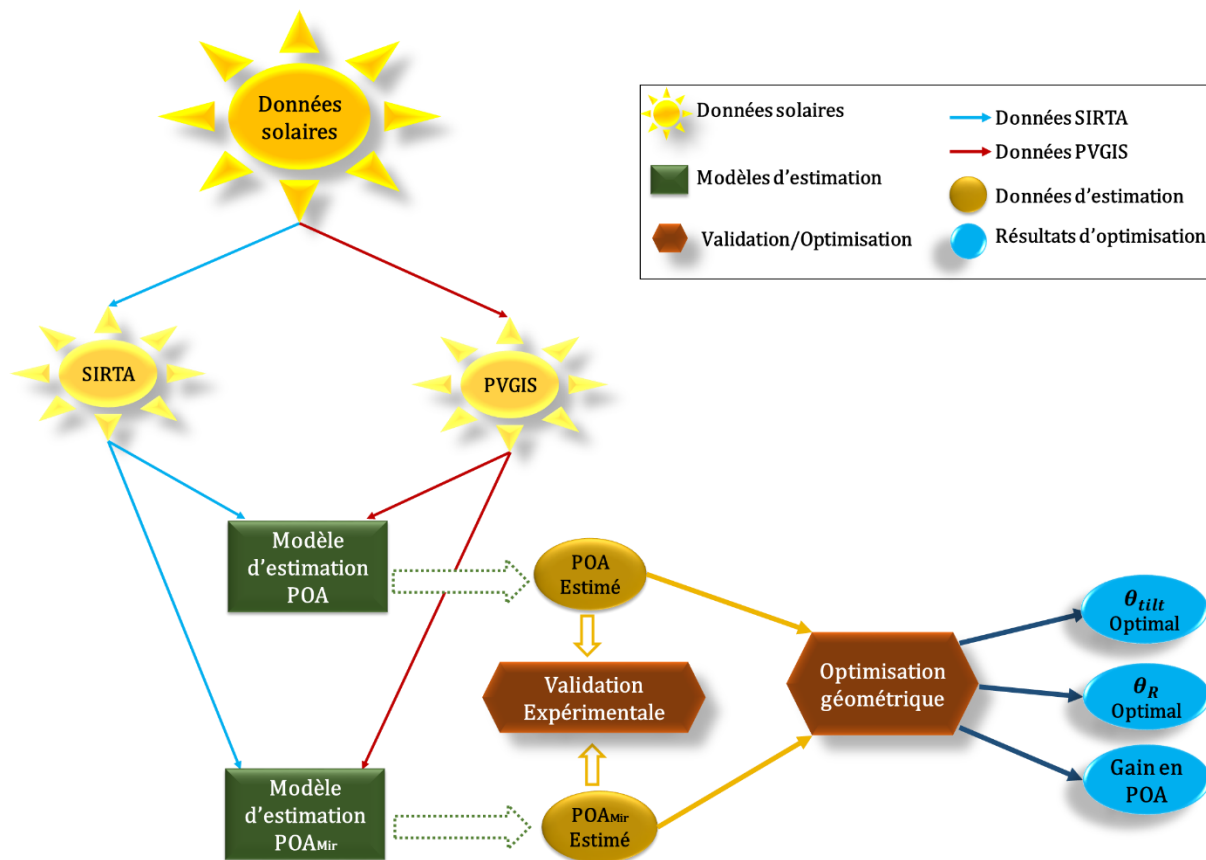 Données
solaires
Données solaires
Modèles d'estimation
Validation/Optimisation
Données SIRTA
Données PVGIS
Données d'estimation
Résultats d'optimisation
SIRTA
PVGIS
Modèle
d'estimation
POA
POA
Estimé
Validation
Expérimentale
Modèle
d'estimation
POAMir
POAMir
Estimé
Optimisation
géométrique
θtilt
Optimal
θR
Optimal
Gain en
POA